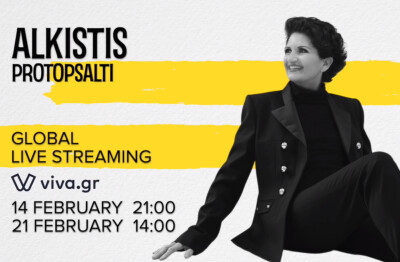 ALKISTIS
PROTOPSALTI
GLOBAL
LIVE STREAMING
viva.gr
14 FEBRUARY 21:00
21 FEBRUARY 14:00